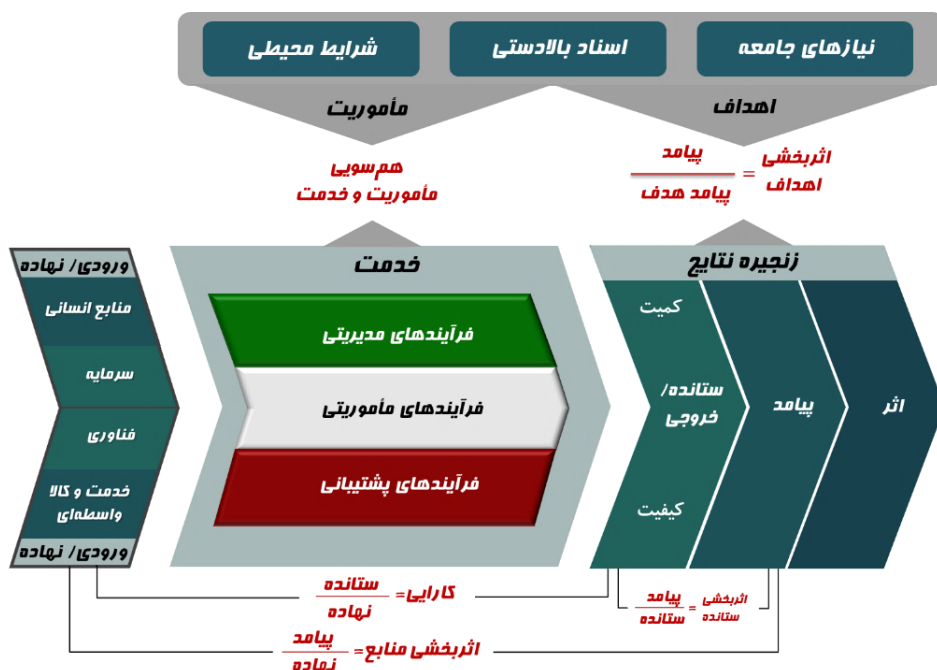 نیازهای جامعه
اسناد بالادستی
شرایط محیطی
اهداف
مأموریت
اثربخشی اهداف = پیامد / پیامد هدف
هم‌سویی
مأموریت و خدمت
ورودی/ نهاده
منابع انسانی
سرمایه
فناوری
خدمت و کالا
واسطه‌ای
ورودی/ نهاده
خدمت
فرآیندهای مدیریتی
فرآیندهای مأموریتی
فرآیندهای پشتیبانی
زنجیره نتایج
کمیت
ستانده/
خروجی
کیفیت
پیامد
اثر
کارایی= ستانده / نهاده
اثربخشی ستانده = پیامد / ستانده
اثربخشی منابع= پیامد / نهاده